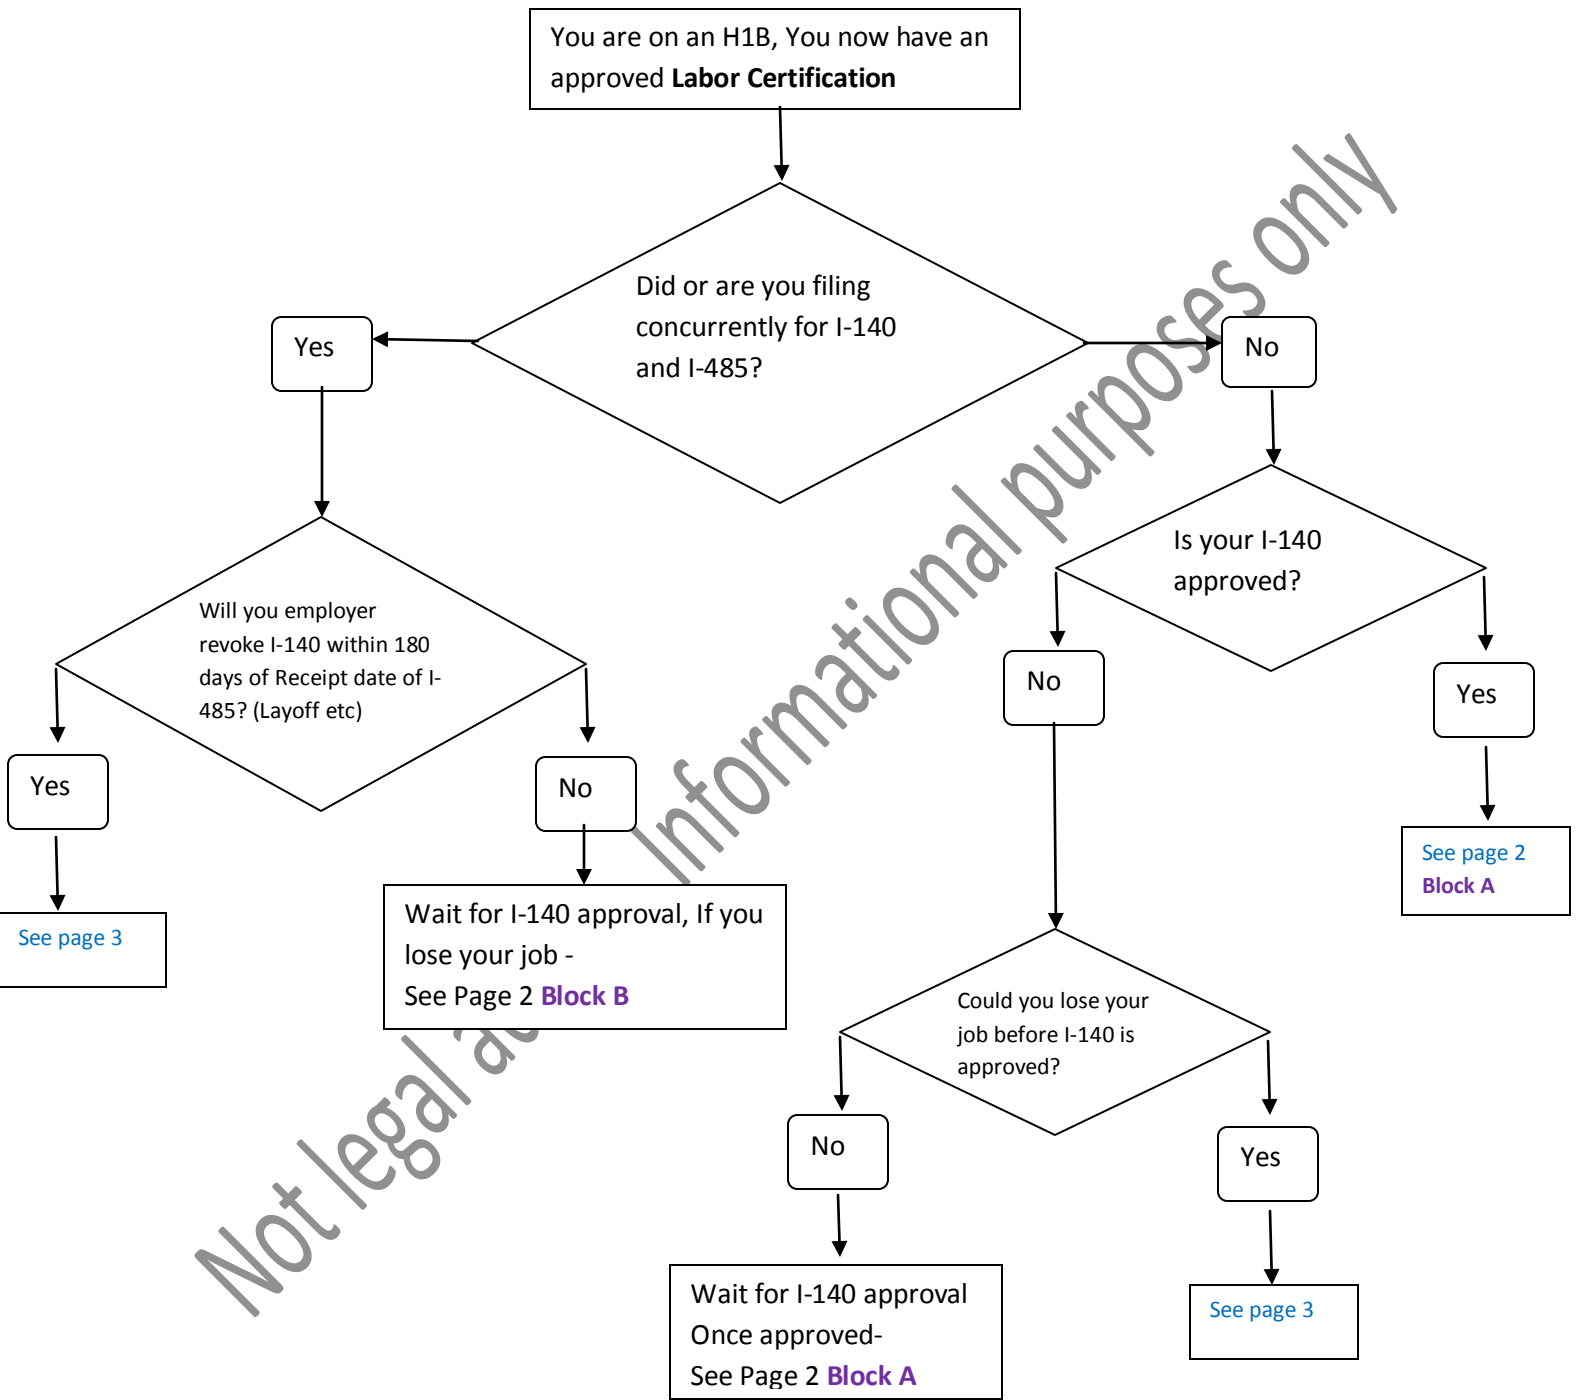 You are on an H1B, You now have an
approved Labor Certification
Did or are you filing
concurrently for I-140
and I-485?
Yes
No
Is your I-140
approved?
Will you employer
revoke I-140 within 180
days of Receipt date of I-
485? (Layoff etc)
No
Yes
Yes
No
See page 2
Block A
Wait for I-140 approval, If you
lose your job -
See Page 2 Block B
See page 3
Could you lose your
job before I-140 is
approved?
No
Yes
Wait for I-140 approval
Once approved-
See Page 2 Block A
See page 3
Not legal
Informational purposes only